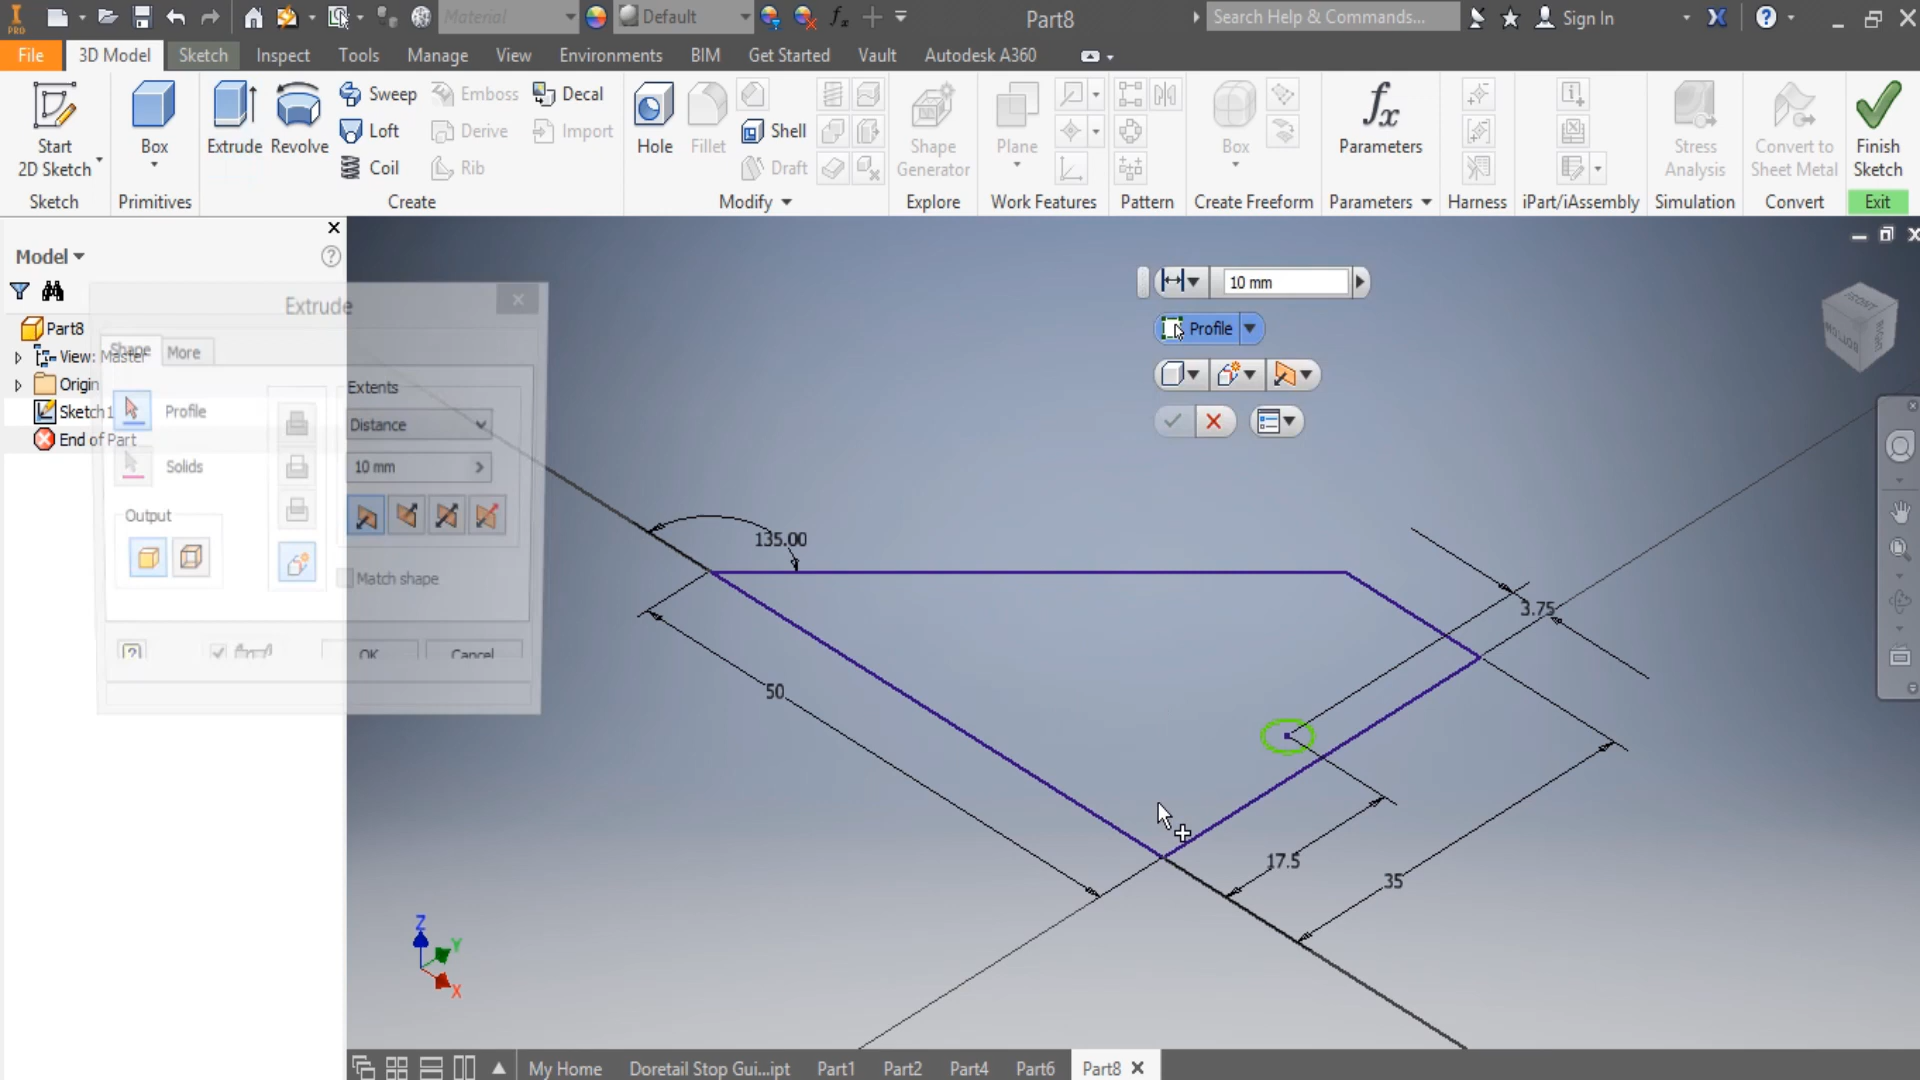 PRO
Material
Default
Part8
Search Help & Commands...
Sign In
File
3D Model
Sketch
Inspect
Tools
Manage
View
Environments
BIM
Get Started
Vault
Autodesk A360
Start
2D Sketch
Box
Extrude
Revolve
Sweep
Loft
Coil
Emboss
Derive
Rib
Decal
Import
Hole
Fillet
Shell
Draft
Shape
Generator
Plane
Box
fx
Parameters
Stress
Analysis
Convert to
Sheet Metal
Finish
Sketch
Sketch
Primitives
Create
Modify
Explore
Work Features
Pattern
Create Freeform
Parameters
Harness
iPart/iAssembly
Simulation
Convert
Exit
Model
Part8
View: Master
Origin
Sketch1
End of Part
Extrude
Shape
More
Profile
Solids
Output
Extents
Distance
10 mm
Match shape
OK
Cancel
10 mm
Profile
FRONT
BOTTOM
135.00
50
3.75
17.5
35
Z
Y
X
My Home
Doretail Stop Gui...ipt
Part1
Part2
Part4
Part6
Part8